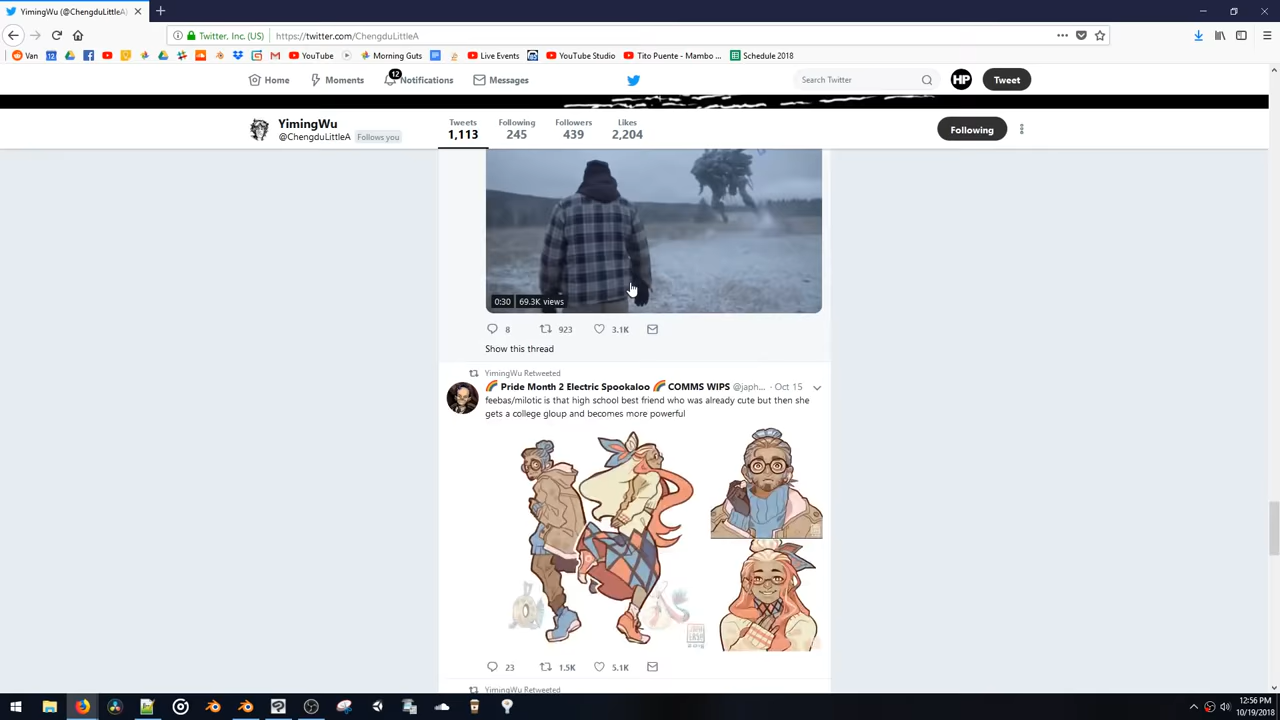 YimingWu (@ChengduLittleA)
Twitter, Inc. (US)
https://twitter.com/ChengduLittleA
Van
YouTube
Morning Guts
Live Events
YouTube Studio
Tito Puente - Mambo ...
Schedule 2018
Home
Moments
12
Notifications
Messages
Search Twitter
HP
Tweet
YimingWu
@ChengduLittleA
Follows you
Tweets
1,113
Following
245
Followers
439
Likes
2,204
Following
0:30
69.3K views
8
923
3.1K
Show this thread
YimingWu Retweeted
Pride Month 2 Electric Spookaloo 🌈 COMMS WIPS @japh... · Oct 15
feebas/milotic is that high school best friend who was already cute but then she
gets a college gloup and becomes more powerful
23
1.5K
5.1K
YimingWu Retweeted
12:56 PM
10/19/2018